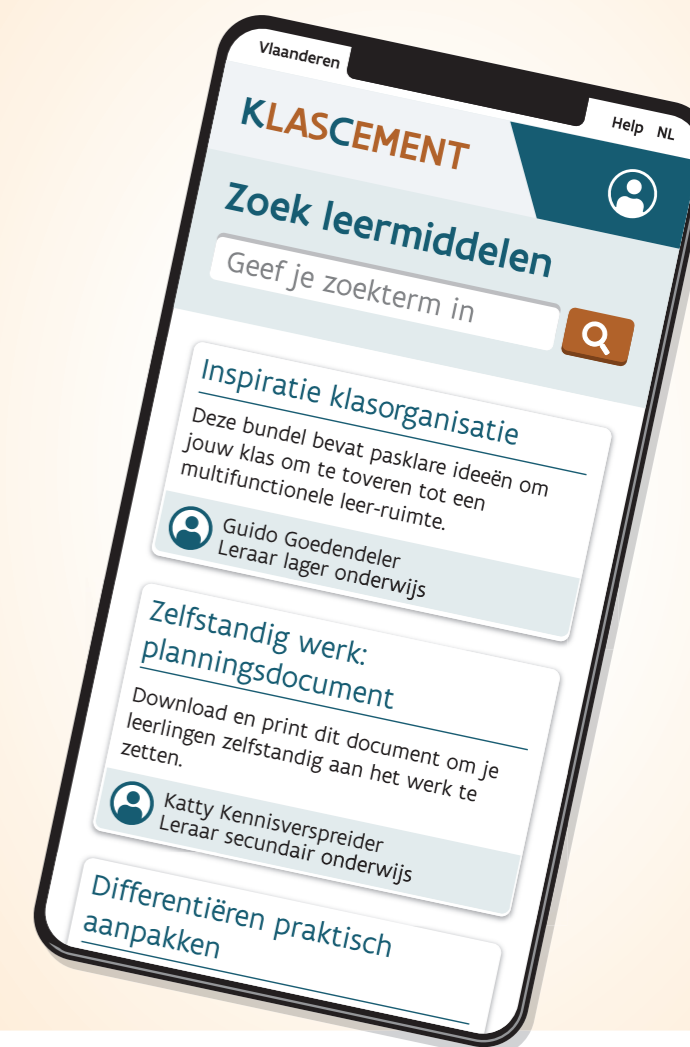 Vlaanderen
Help NL
KLASCEMENT
Zoek leermiddelen
Geef je zoekterm in
Inspiratie klasorganisatie
Deze bundel bevat pasklare ideeën om
jouw klas om te toveren tot een
multifunctionele leer-ruimte.
Guido Goedendeler
Leraar lager onderwijs
Zelfstandig werk:
planningsdocument
Download en print dit document om je
leerlingen zelfstandig aan het werk te
zetten.
Katty Kennisverspreider
Leraar secundair onderwijs
Differentiëren praktisch
aanpakken